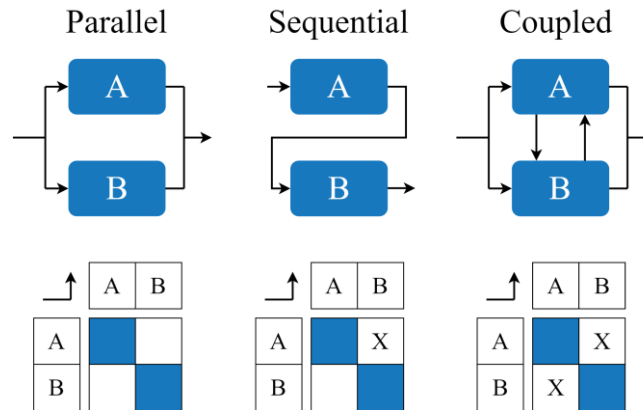 Parallel Sequential Coupled
A A A
B B B
A B A B A B
A A X A X
B B B X